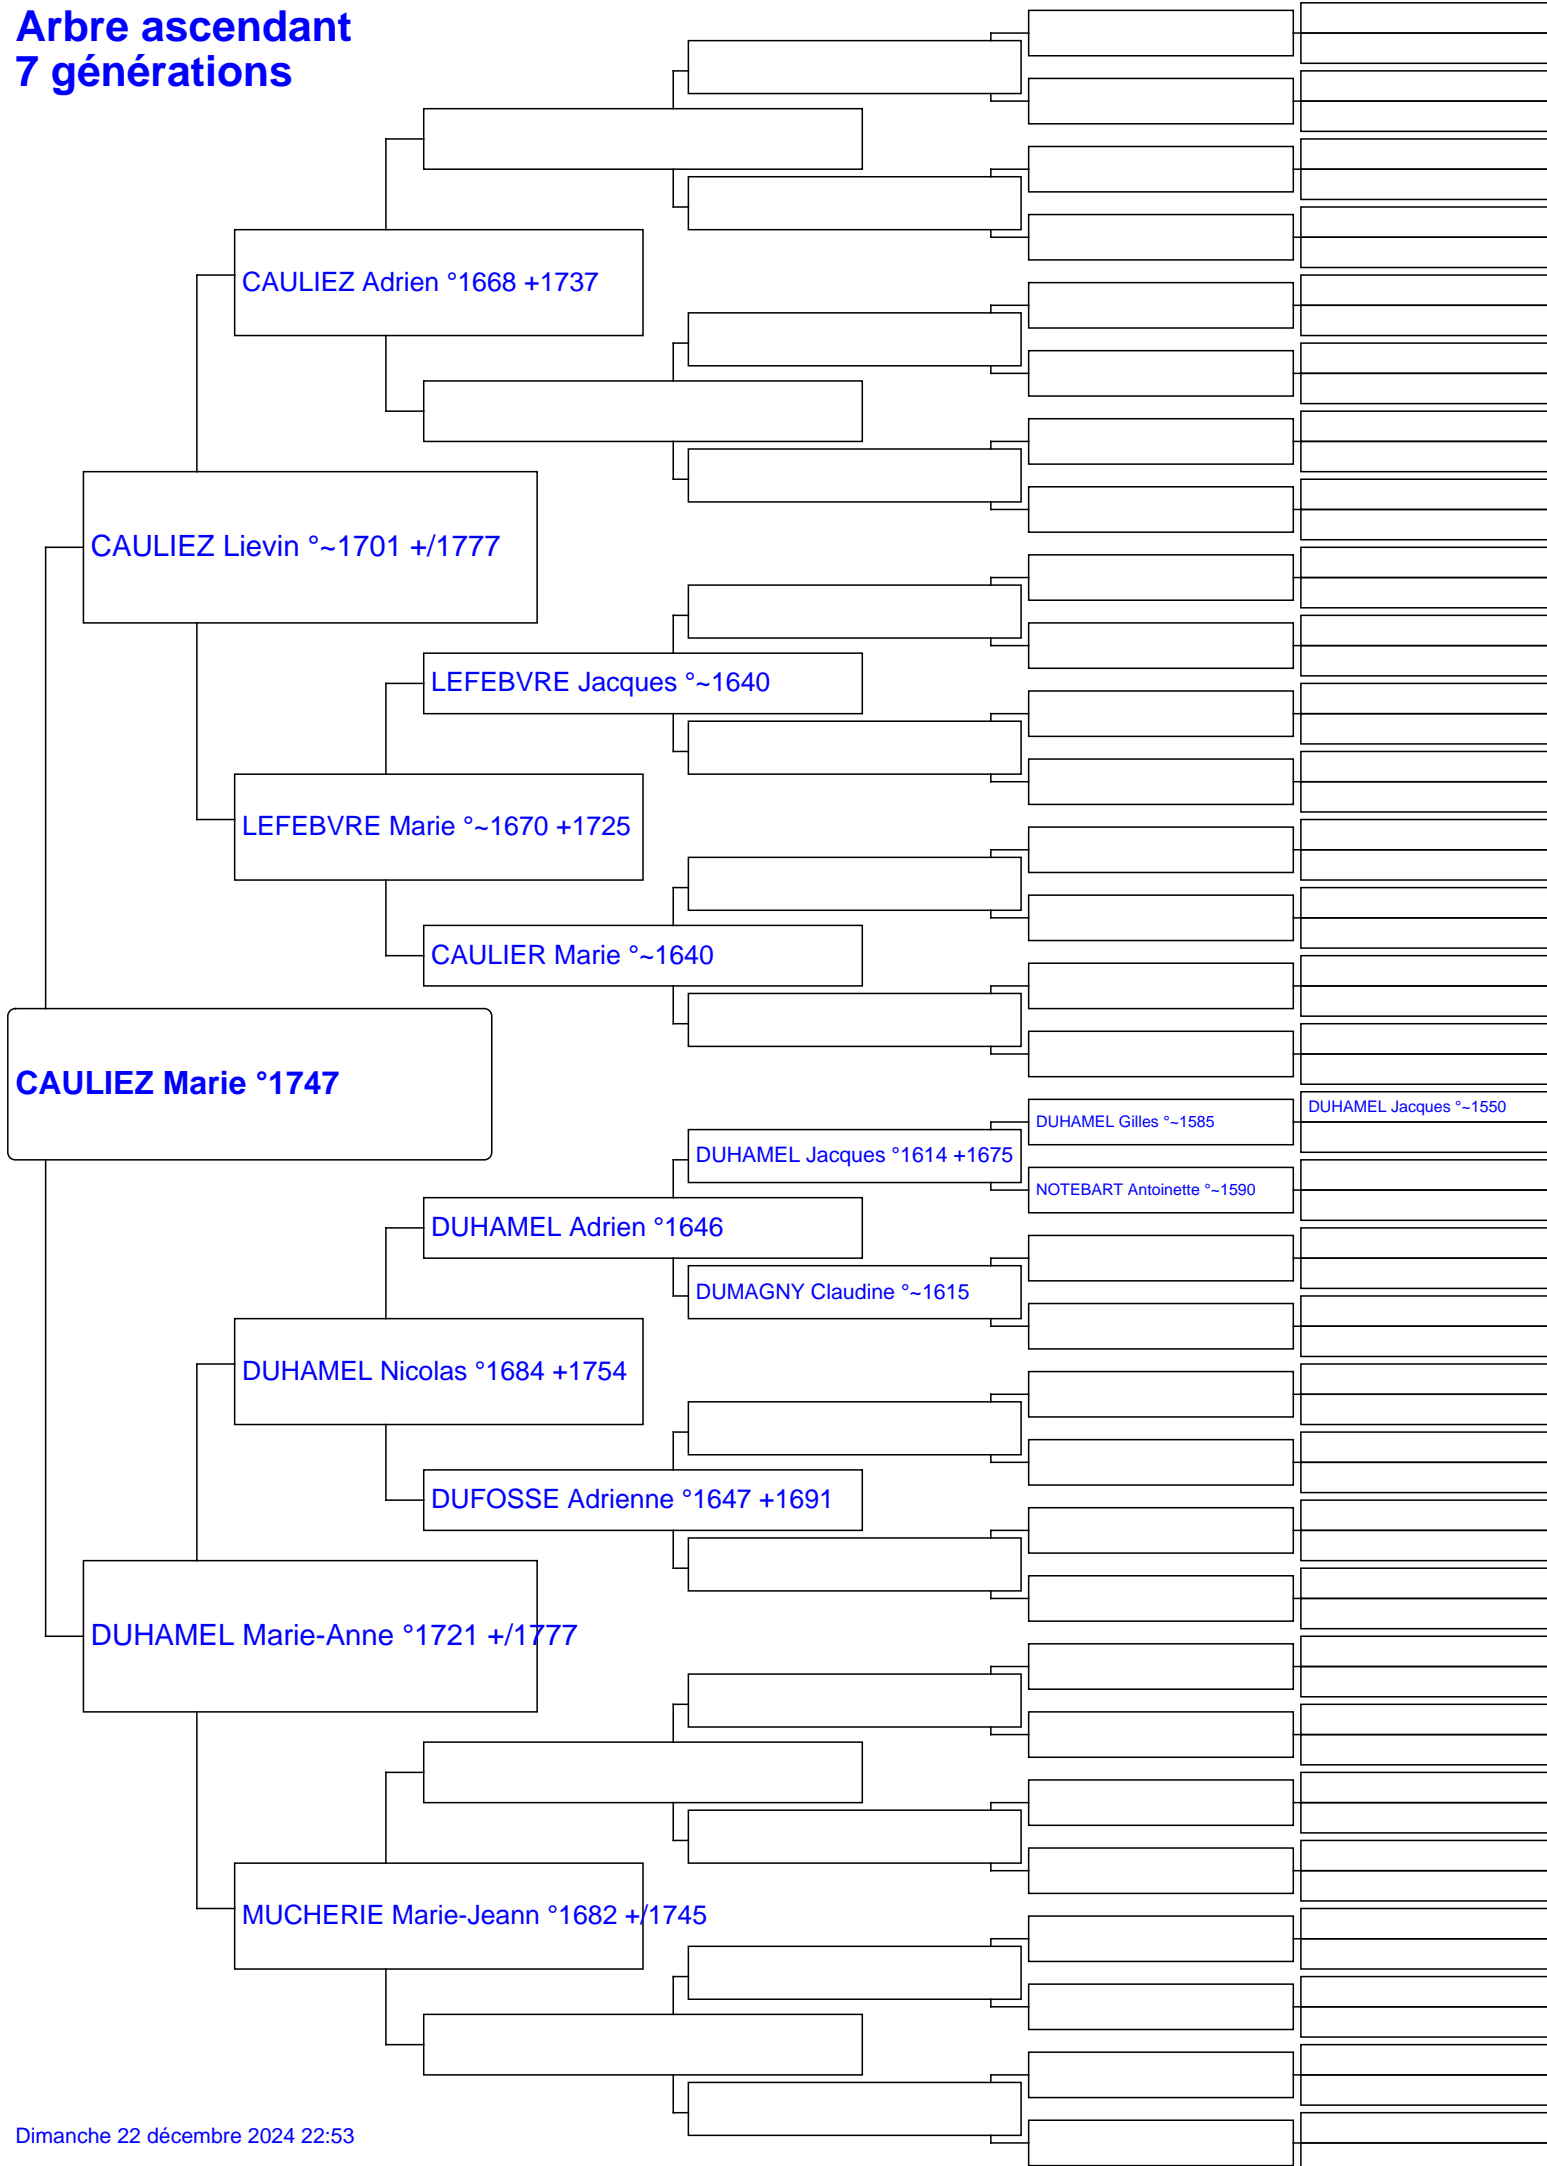 Arbre ascendant
7 générations
CAULIEZ Adrien °1668 +1737
CAULIEZ Lievin °~1701 +/1777
LEFEBVRE Jacques °~1640
LEFEBVRE Marie °~1670 +1725
CAULIER Marie °~1640
CAULIEZ Marie °1747
DUHAMEL Jacques °~1550
DUHAMEL Gilles °~1585
DUHAMEL Jacques °1614 +1675
NOTEBART Antoinette °~1590
DUHAMEL Adrien °1646
DUMAGNY Claudine °~1615
DUHAMEL Nicolas °1684 +1754
DUFOSSE Adrienne °1647 +1691
DUHAMEL Marie-Anne °1721 +/1777
MUCHERIE Marie-Jeann °1682 +/1745
Dimanche 22 décembre 2024 22:53